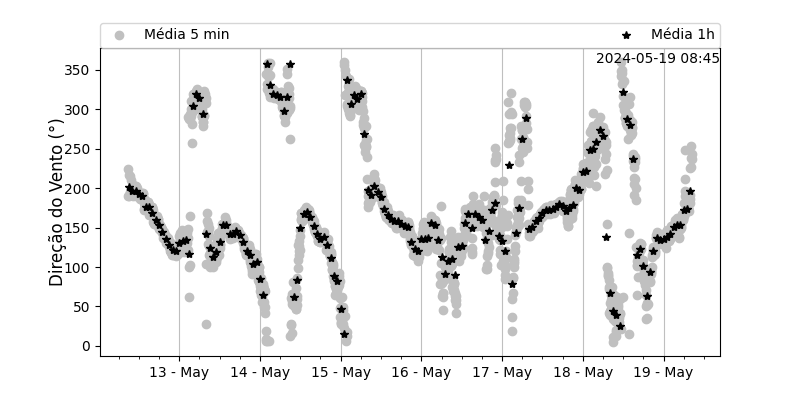 Média 5 min
Média 1h
2024-05-19 08:45
Direção do Vento (°)
350
300
250
200
150
100
50
0
13 - May
14 - May
15 - May
16 - May
17 - May
18 - May
19 - May